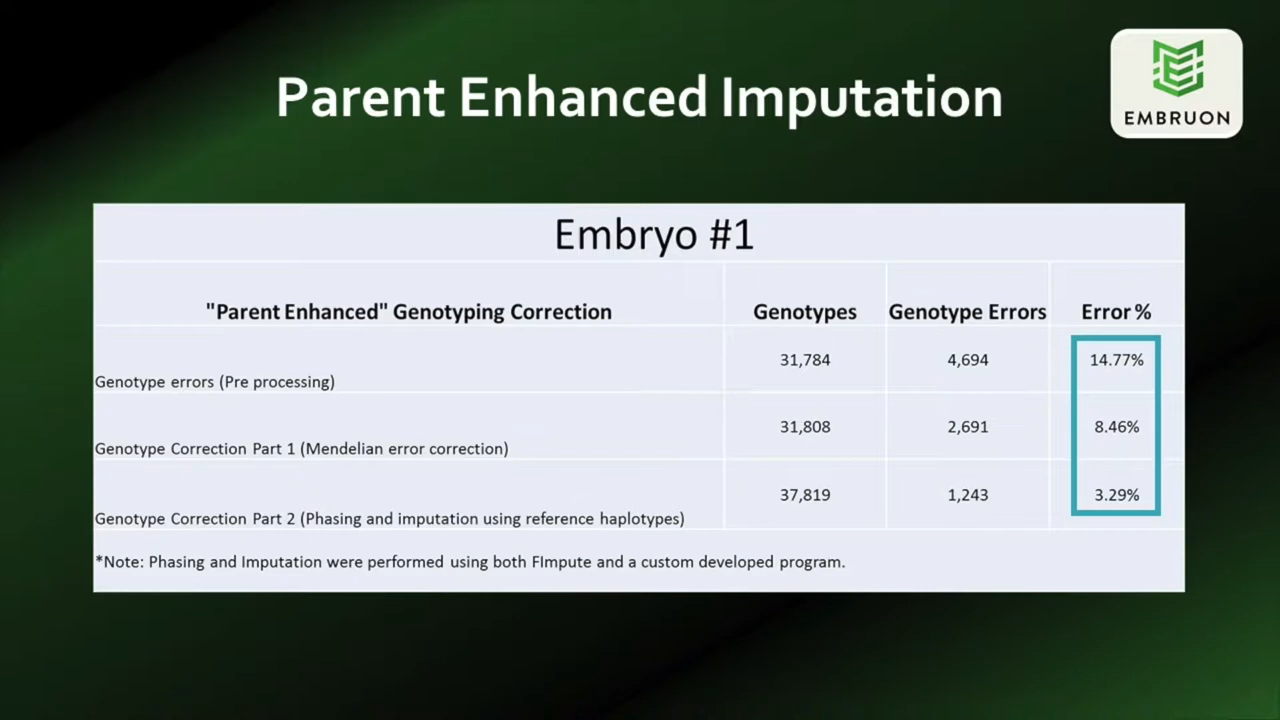 Parent Enhanced Imputation
EMBRUON
Embryo #1
"Parent Enhanced" Genotyping Correction Genotypes Genotype Errors Error %
Genotype errors (Pre processing) 31,784 4,694 14.77%
Genotype Correction Part 1 (Mendelian error correction) 31,808 2,691 8.46%
Genotype Correction Part 2 (Phasing and imputation using reference haplotypes) 37,819 1,243 3.29%
*Note: Phasing and Imputation were performed using both FImpute and a custom developed program.